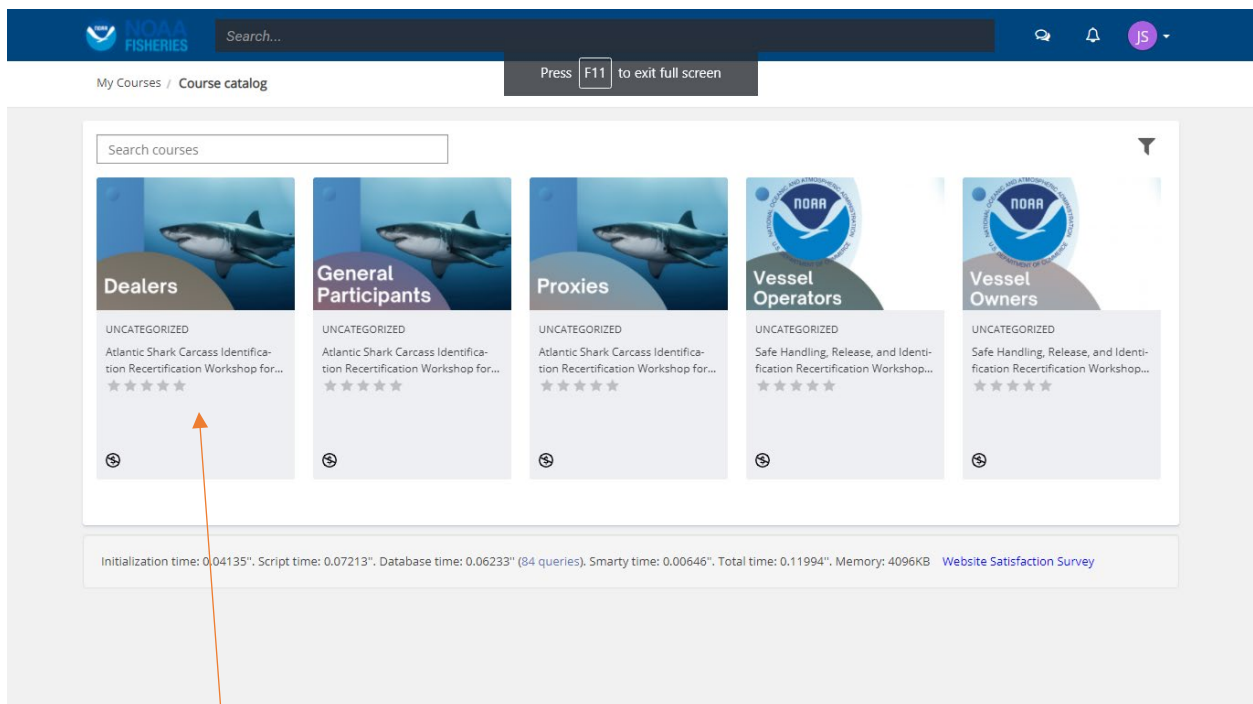 NOAA
FISHERIES
Search...
JS
Press F11 to exit full screen
My Courses / Course catalog
Search courses
Dealers
General
Participants
Proxies
NOAA
Vessel
Operators
NOAA
Vessel
Owners
UNCATEGORIZED
Atlantic Shark Carcass Identifica-
tion Recertification Workshop for...
UNCATEGORIZED
Atlantic Shark Carcass Identifica-
tion Recertification Workshop for...
UNCATEGORIZED
Atlantic Shark Carcass Identifica-
tion Recertification Workshop for...
UNCATEGORIZED
Safe Handling, Release, and Identi-
fication Recertification Workshop...
UNCATEGORIZED
Safe Handling, Release, and Identi-
fication Recertification Workshop...
Initialization time: 0.04135". Script time: 0.07213". Database time: 0.06233" (84 queries). Smarty time: 0.00646". Total time: 0.11994". Memory: 4096KB Website Satisfaction Survey